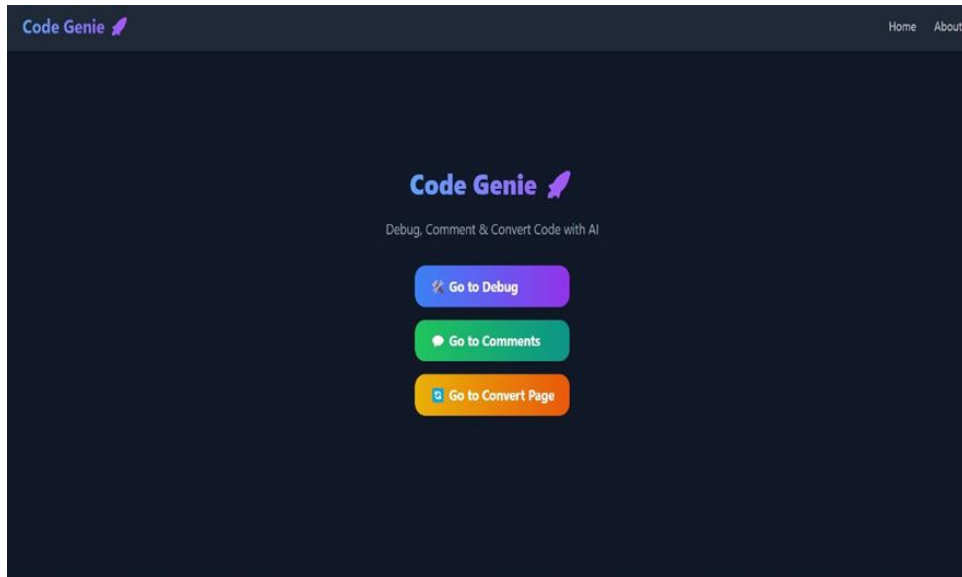 Code Genie 🚀
Home About
Code Genie 🚀
Debug, Comment & Convert Code with AI
🛠 Go to Debug
💬 Go to Comments
🔄 Go to Convert Page